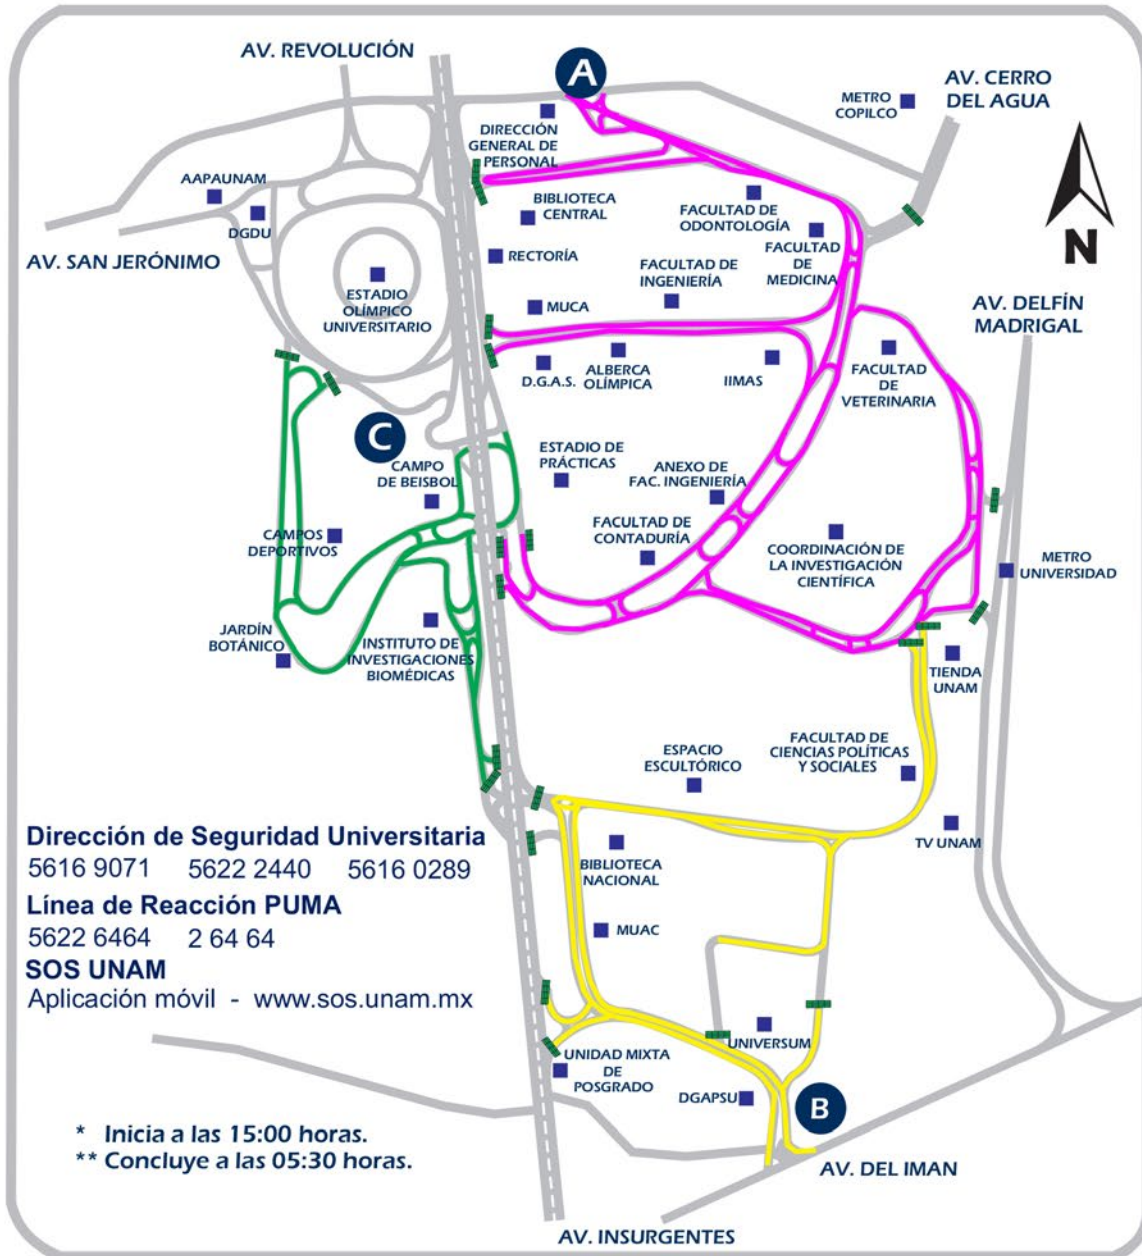 AV. REVOLUCIÓN
A
AV. CERRO
DEL AGUA
METRO
COPILCO
DIRECCIÓN
GENERAL DE
PERSONAL
AAPAUNAM
DGDU
AV. SAN JERÓNIMO
BIBLIOTECA
CENTRAL
FACULTAD DE
ODONTOLOGÍA
FACULTAD
DE
MEDICINA
N
RECTORÍA
FACULTAD DE
INGENIERÍA
ESTADIO
OLÍMPICO
UNIVERSITARIO
MUCA
AV. DELFÍN
MADRIGAL
D.G.A.S.
ALBERCA
OLÍMPICA
IIMAS
FACULTAD
DE
VETERINARIA
C
CAMPO
DE BEISBOL
ESTADIO DE
PRÁCTICAS
ANEXO DE
FAC. INGENIERÍA
CAMPOS
DEPORTIVOS
FACULTAD DE
CONTADURÍA
COORDINACIÓN DE
LA INVESTIGACIÓN
CIENTÍFICA
METRO
UNIVERSIDAD
JARDÍN
BOTÁNICO
INSTITUTO DE
INVESTIGACIONES
BIOMÉDICAS
TIENDA
UNAM
ESPACIO
ESCULTÓRICO
FACULTAD DE
CIENCIAS POLÍTICAS
Y SOCIALES
TV UNAM
BIBLIOTECA
NACIONAL
MUAC
Dirección de Seguridad Universitaria
5616 9071 5622 2440 5616 0289
Línea de Reacción PUMA
5622 6464 2 64 64
SOS UNAM
Aplicación móvil - www.sos.unam.mx
UNIVERSUM
UNIDAD MIXTA
DE
POSGRADO
DGAPSU
B
* Inicia a las 15:00 horas.
** Concluye a las 05:30 horas.
AV. DEL IMAN
AV. INSURGENTES